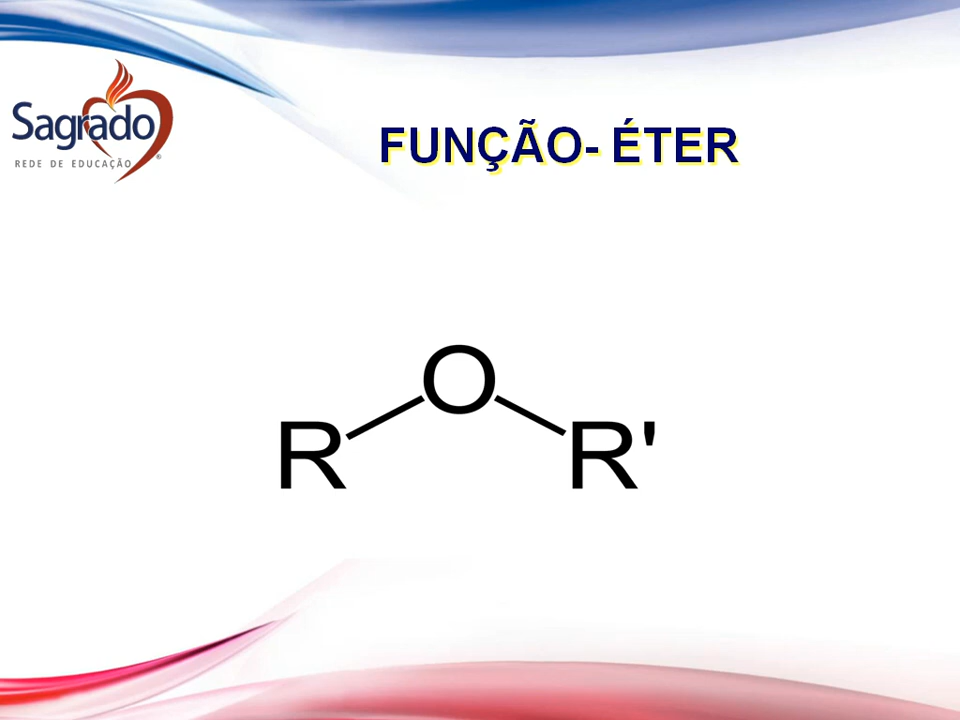 Sagrado
REDE DE EDUCAÇÃO®
FUNÇÃO- ÉTER
O
R R'